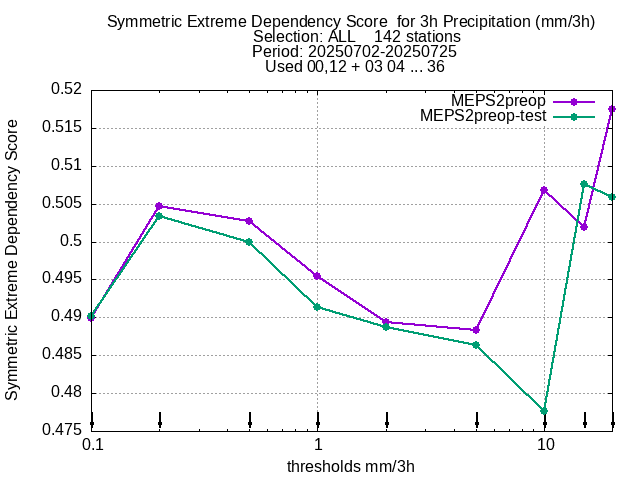 Symmetric Extreme Dependency Score  for 3h Precipitation (mm/3h)
Selection: ALL    142 stations
Period: 20250702-20250725
Used 00,12 + 03 04 ... 36
MEPS2preop
MEPS2preop-test
Symmetric Extreme Dependency Score
0.52
0.515
0.51
0.505
0.5
0.495
0.49
0.485
0.48
0.475
0.1 1 10
thresholds mm/3h